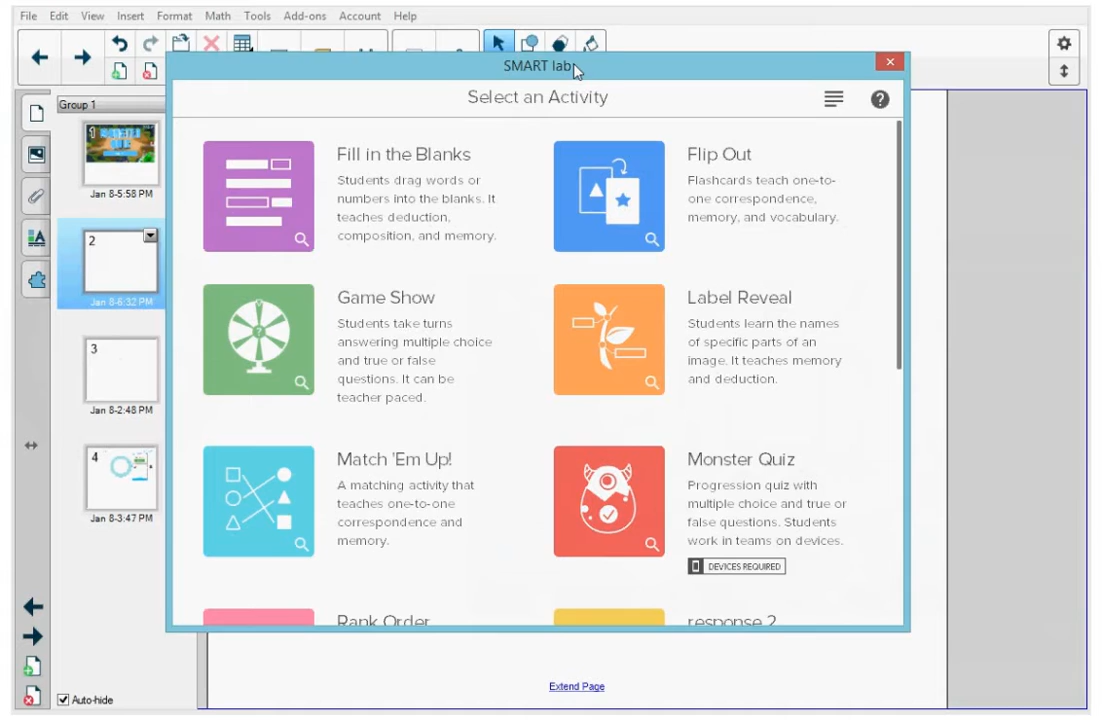 File Edit View Insert Format Math Tools Add-ons Account Help
SMART lab
Select an Activity
Group 1
1
Jan 8-5:58 PM
2
Jan 8-6:32 PM
3
Jan 8-2:48 PM
4
Jan 8-3:47 PM
Fill in the Blanks
Students drag words or
numbers into the blanks. It
teaches deduction,
composition, and memory.
Flip Out
Flashcards teach one-to-
one correspondence,
memory, and vocabulary.
Game Show
Students take turns
answering multiple choice
and true or false
questions. It can be
teacher paced.
Label Reveal
Students learn the names
of specific parts of an
image. It teaches memory
and deduction.
Match 'Em Up!
A matching activity that
teaches one-to-one
correspondence and
memory.
Monster Quiz
Progression quiz with
multiple choice and true or
false questions. Students
work in teams on devices.
DEVICES REQUIRED
Rank Order
response 2
Extend Page
Auto-hide